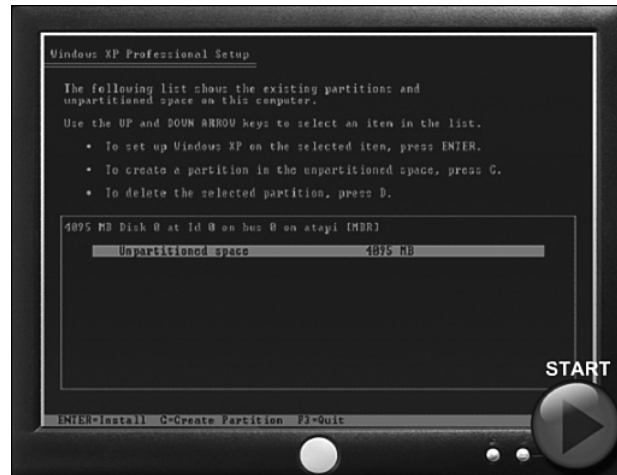 Windows XP Professional Setup
The following list shows the existing partitions and
unpartitioned space on this computer.
Use the UP and DOWN ARROW keys to select an item in the list.
• To set up Windows XP on the selected item, press ENTER.
• To create a partition in the unpartitioned space, press C.
• To delete the selected partition, press D.
4095 MB Disk 0 at Id 0 on bus 0 on atapi [MBR]
Unpartitioned space 4095 MB
START
ENTER=Install C=Create Partition F3=Quit